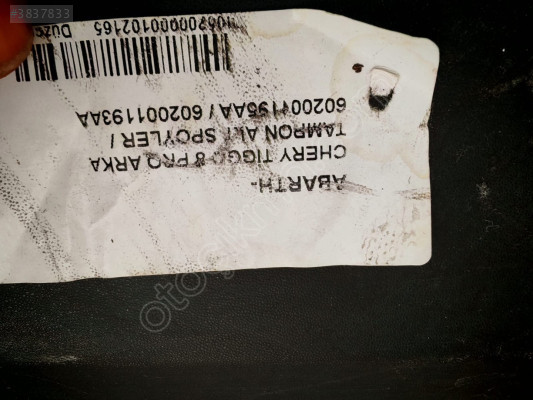 #3837833
ABARTH-
CHERY TIGGO 8 PRO ARKA
TAMPON ALT SPOYLER /
602001195AA / 602001193AA